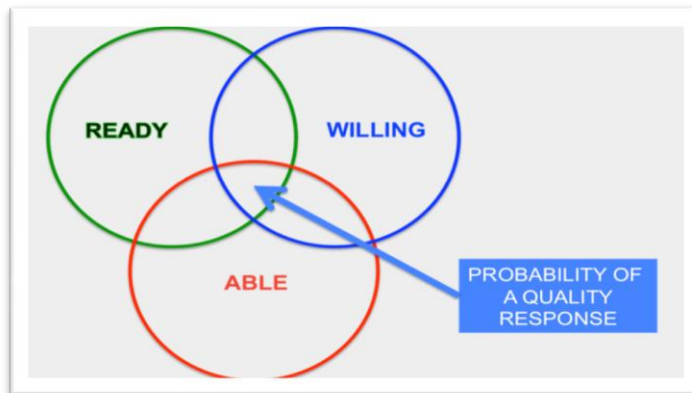 READY
WILLING
ABLE
PROBABILITY OF
A QUALITY
RESPONSE